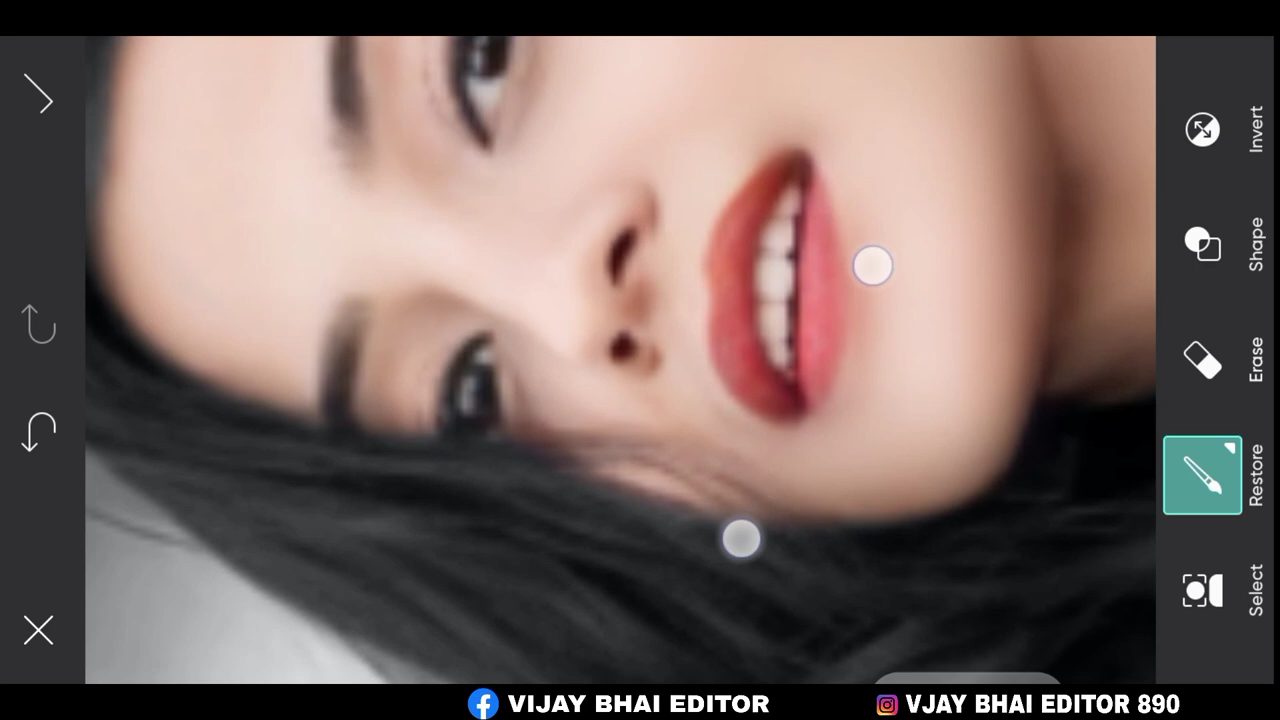 Invert
Shape
Erase
Restore
Select
VIJAY BHAI EDITOR
VJAY BHAI EDITOR 890